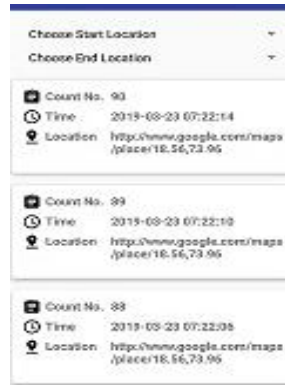 Choose Start Location
Choose End Location
Count No. 90
Time 2019-03-23 07:22:14
Location http://www.google.com/maps
/place/18.56,73.96
Count No. 89
Time 2019-03-23 07:22:10
Location http://www.google.com/maps
/place/18.56,73.96
Count No. 88
Time 2019-03-23 07:22:06
Location http://www.google.com/maps
/place/18.56,73.96